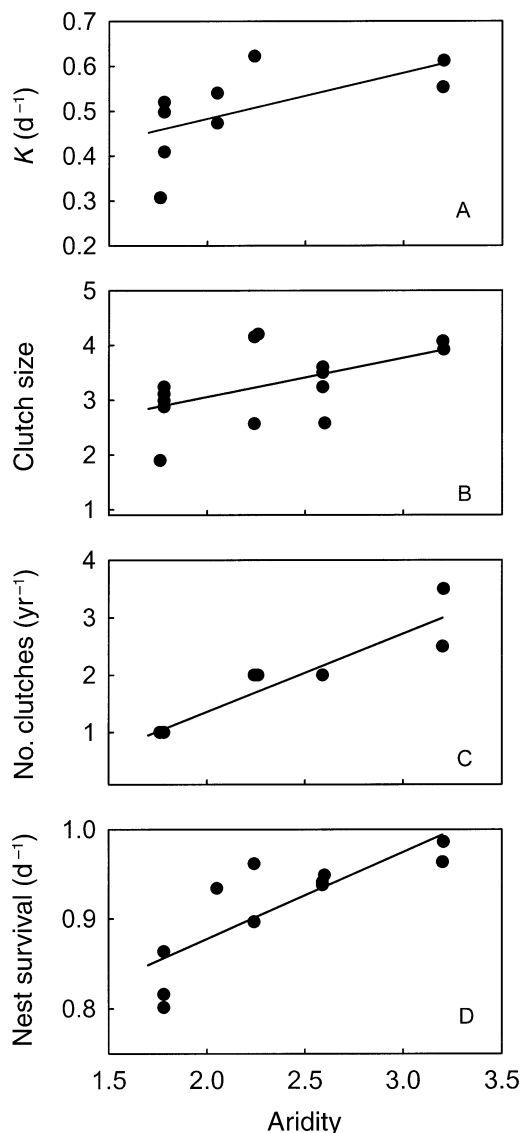 0.7
0.6
0.5
0.4
0.3
0.2
K (d⁻¹)
A
5
4
3
2
1
Clutch size
B
4
3
2
1
No. clutches (yr⁻¹)
C
1.0
0.9
0.8
Nest survival (d⁻¹)
D
1.5 2.0 2.5 3.0 3.5
Aridity